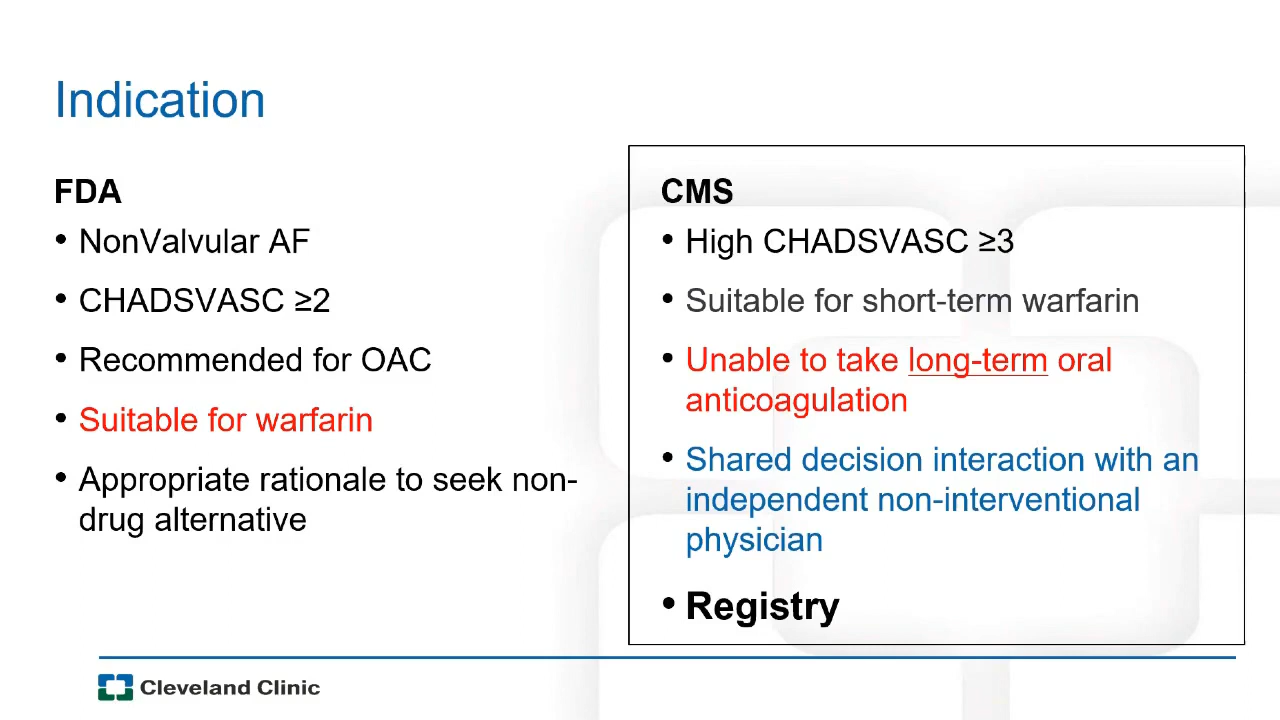 Indication
FDA
• NonValvular AF
• CHADSVASC ≥2
• Recommended for OAC
• Suitable for warfarin
• Appropriate rationale to seek non-
drug alternative
CMS
• High CHADSVASC ≥3
• Suitable for short-term warfarin
• Unable to take long-term oral
anticoagulation
• Shared decision interaction with an
independent non-interventional
physician
• Registry
Cleveland Clinic